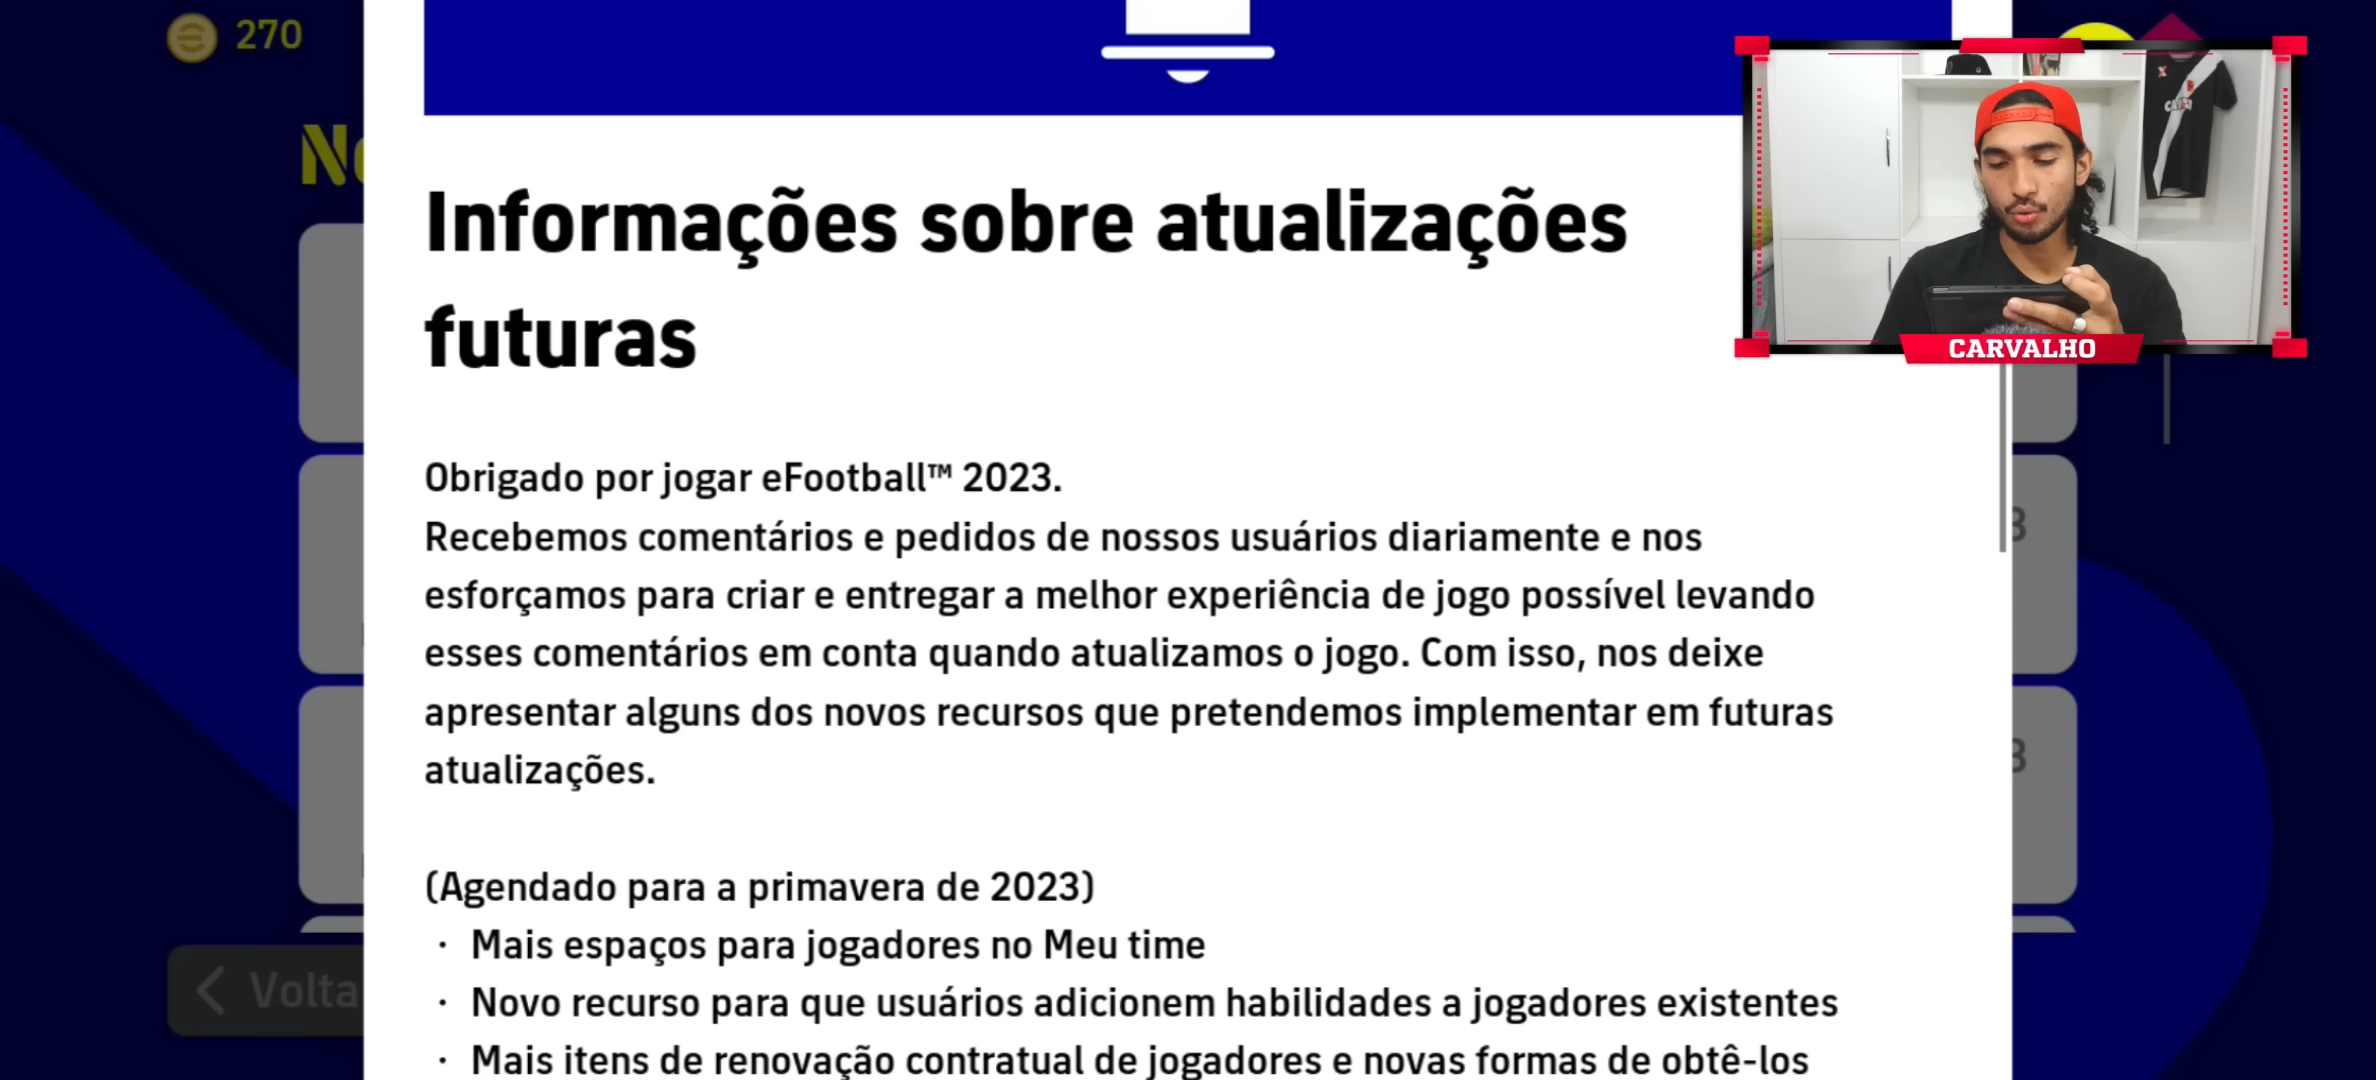 270
Informações sobre atualizações
futuras
CARVALHO
Obrigado por jogar eFootball™ 2023.
Recebemos comentários e pedidos de nossos usuários diariamente e nos
esforçamos para criar e entregar a melhor experiência de jogo possível levando
esses comentários em conta quando atualizamos o jogo. Com isso, nos deixe
apresentar alguns dos novos recursos que pretendemos implementar em futuras
atualizações.
(Agendado para a primavera de 2023)
· Mais espaços para jogadores no Meu time
· Novo recurso para que usuários adicionem habilidades a jogadores existentes
· Mais itens de renovação contratual de jogadores e novas formas de obtê-los
Volta